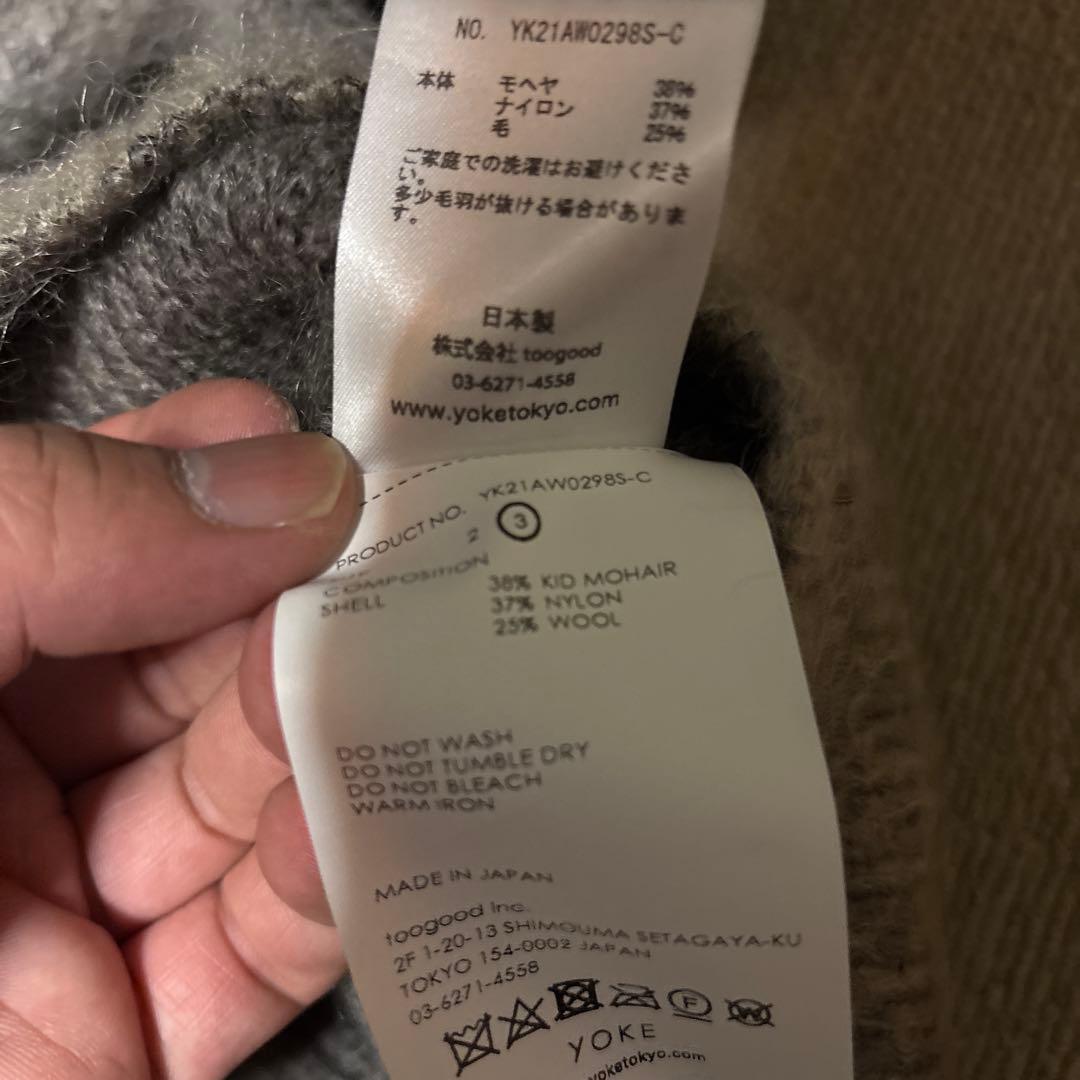 NO. YK21AW0298S-C
本体 モヘヤ 38%
ナイロン 37%
毛 25%
ご家庭での洗濯はお避けくださ
い。
多少毛羽が抜ける場合がありま
す。
日本製
株式会社 toogood
03-6271-4558
www.yoketokyo.com
PRODUCT NO. YK21AW0298S-C
2 3
COMPOSITION
SHELL 38% KID MOHAIR
37% NYLON
25% WOOL
DO NOT WASH
DO NOT TUMBLE DRY
DO NOT BLEACH
WARM IRON
MADE IN JAPAN
toogood Inc.
2F 1-20-13 SHIMOUMA SETAGAYA-KU
TOKYO 154-0002 JAPAN
03-6271-4558
F W
YOKE
yoketokyo.com